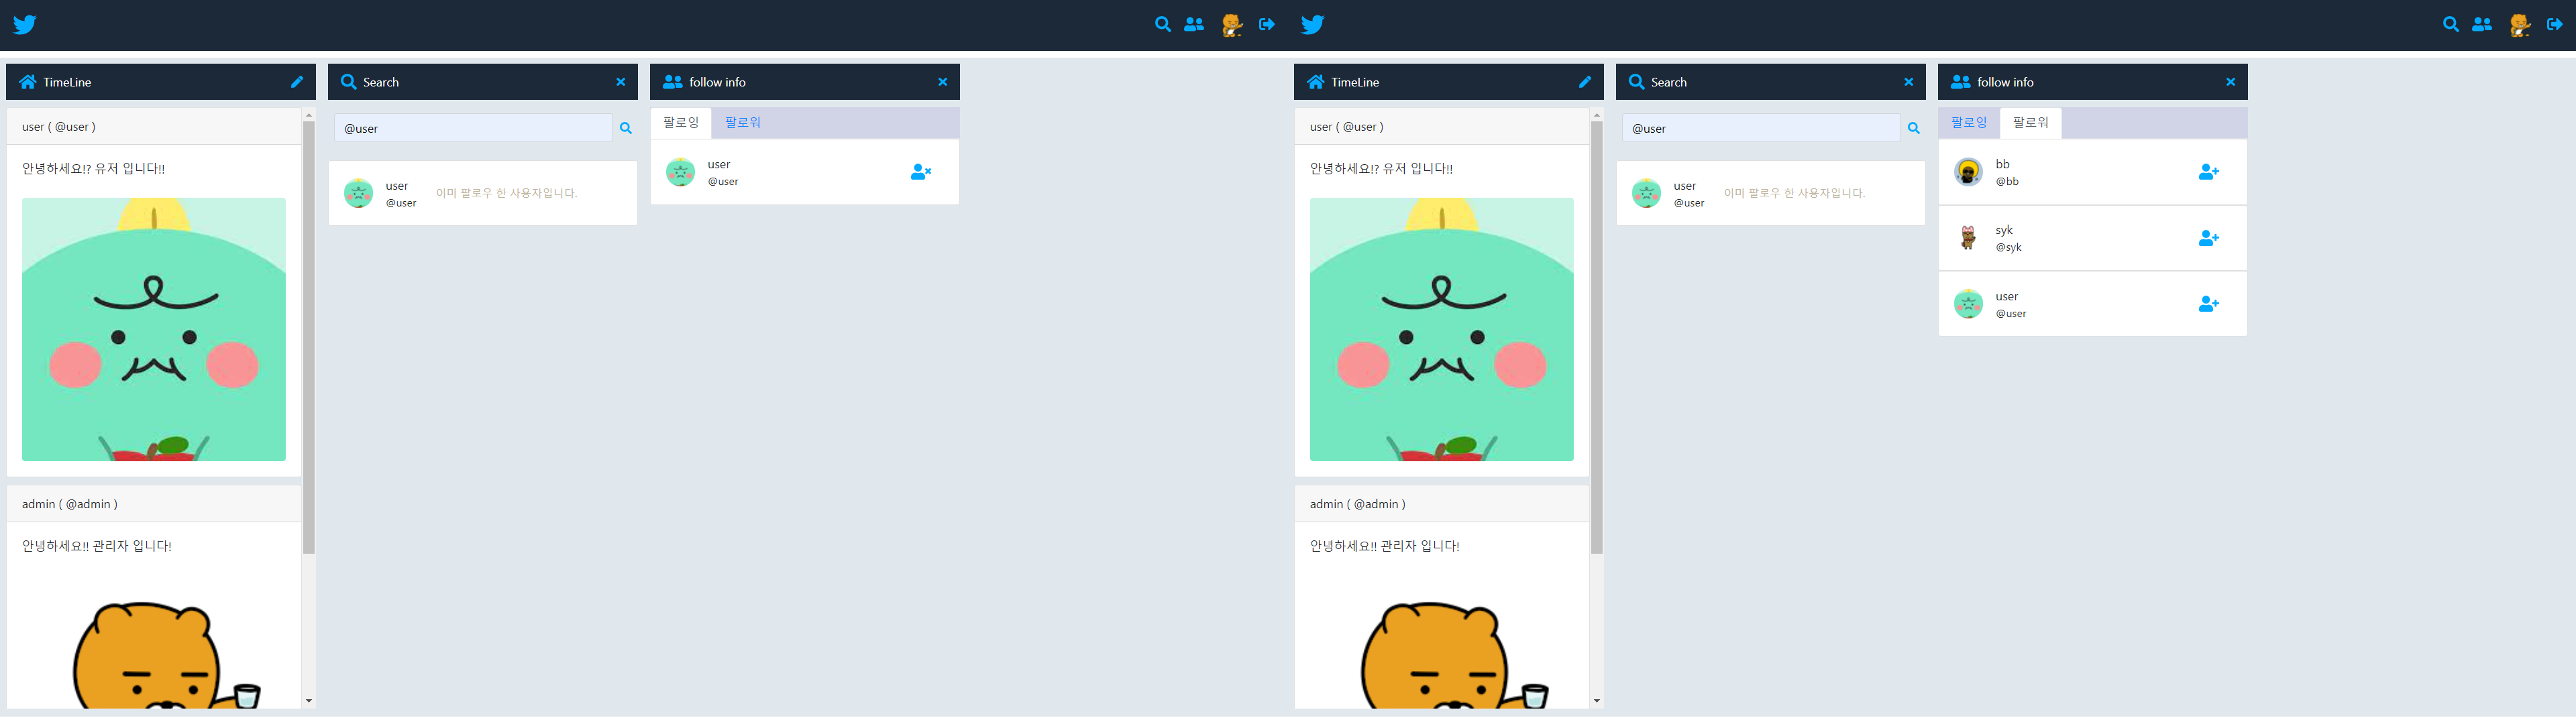 TimeLine
user ( @user )
안녕하세요!? 유저 입니다!!
admin ( @admin )
안녕하세요!! 관리자 입니다!
Search
@user
user
@user
이미 팔로우 한 사용자입니다.
follow info
팔로잉 팔로워
user
@user
TimeLine
user ( @user )
안녕하세요!? 유저 입니다!!
admin ( @admin )
안녕하세요!! 관리자 입니다!
Search
@user
user
@user
이미 팔로우 한 사용자입니다.
follow info
팔로잉 팔로워
bb
@bb
syk
@syk
user
@user